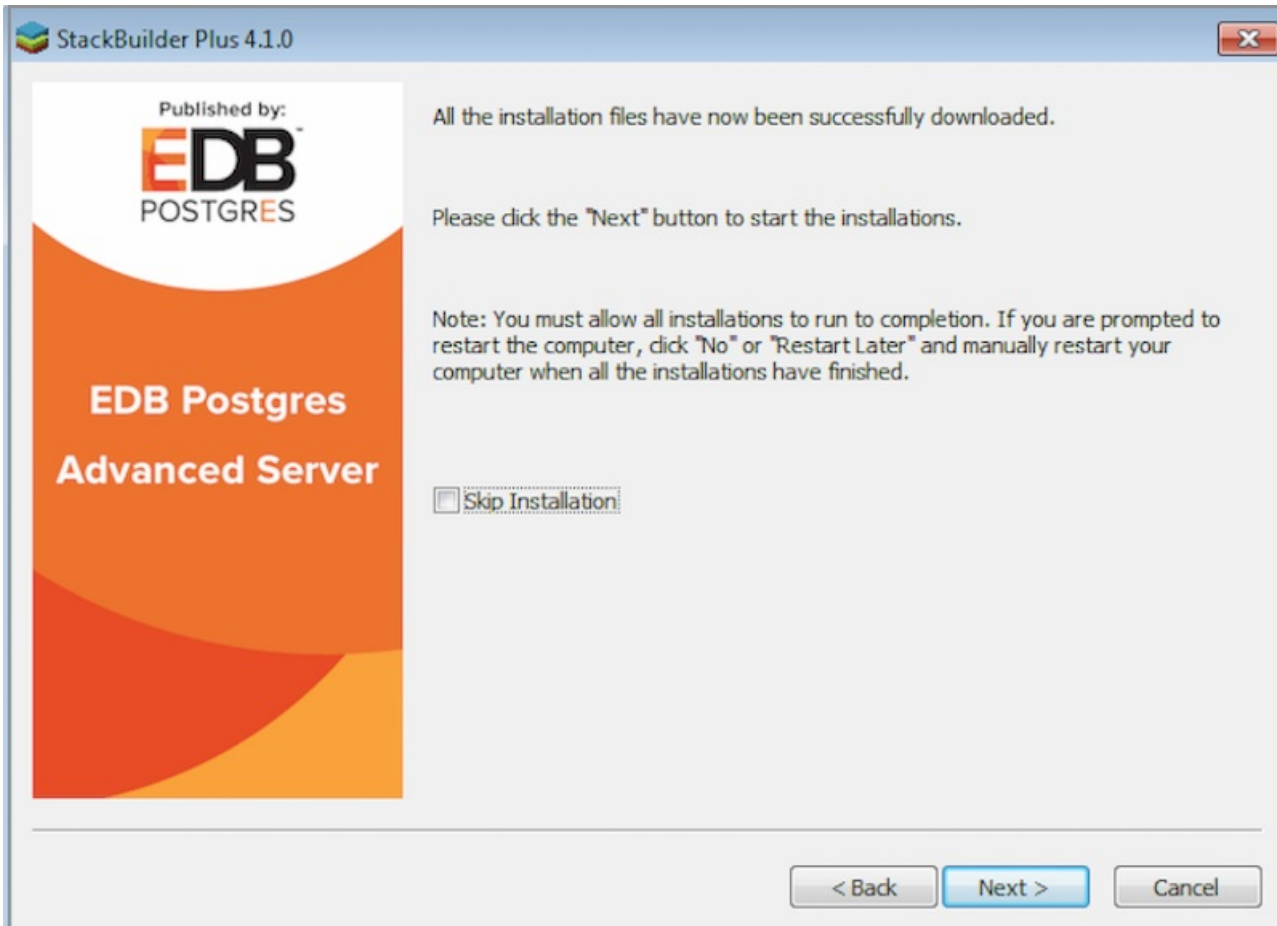 StackBuilder Plus 4.1.0
Published by:
EDB™
POSTGRES
EDB Postgres
Advanced Server
All the installation files have now been successfully downloaded.
Please click the "Next" button to start the installations.
Note: You must allow all installations to run to completion. If you are prompted to
restart the computer, click "No" or "Restart Later" and manually restart your
computer when all the installations have finished.
Skip Installation
< Back
Next >
Cancel